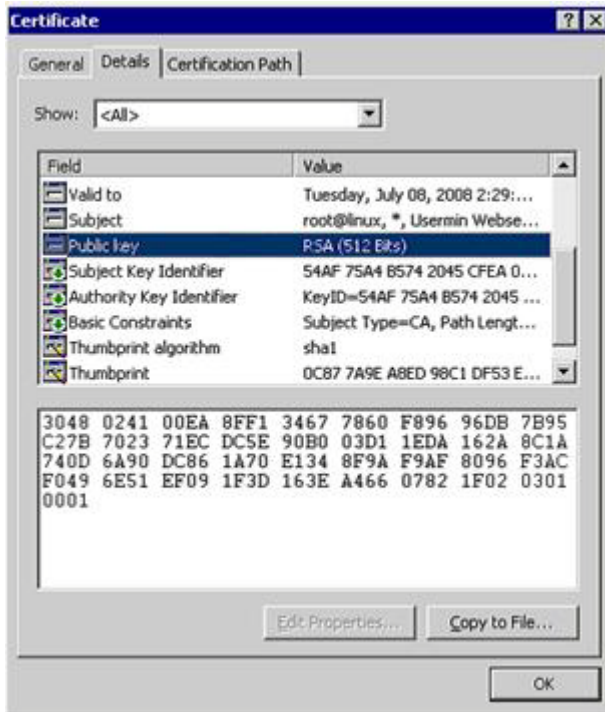 Certificate
General Details Certification Path
Show: <All>
Field Value
Valid to Tuesday, July 08, 2008 2:29:...
Subject root@linux, *, Usermin Webse...
Public key RSA (512 Bits)
Subject Key Identifier 54AF 75A4 B574 2045 CFEA 0...
Authority Key Identifier KeyID=54AF 75A4 B574 2045 ...
Basic Constraints Subject Type=CA, Path Lengt...
Thumbprint algorithm sha1
Thumbprint 0C87 7A9E A8ED 98C1 DF53 E...
3048 0241 00EA 8FF1 3467 7860 F896 96DB 7B95
C27B 7023 71EC DC5E 90B0 03D1 1EDA 162A 8C1A
740D 6A90 DC86 1A70 E134 8F9A F9AF 8096 F3AC
F049 6E51 EF09 1F3D 163E A466 0782 1F02 0301
0001
Edit Properties... Copy to File...
OK